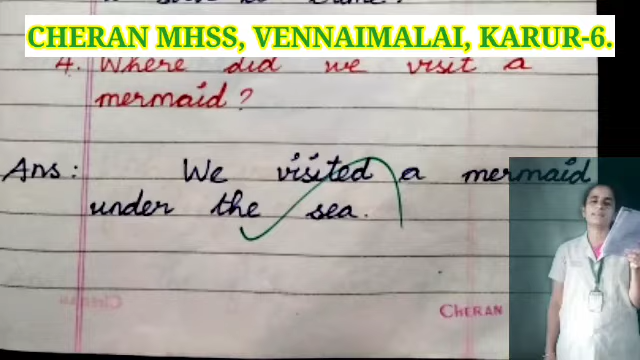 CHERAN MHSS, VENNAIMALAI, KARUR-6.
4. Where did we visit a
mermaid?
Ans: We visited a mermaid
under the sea.
CHERAN